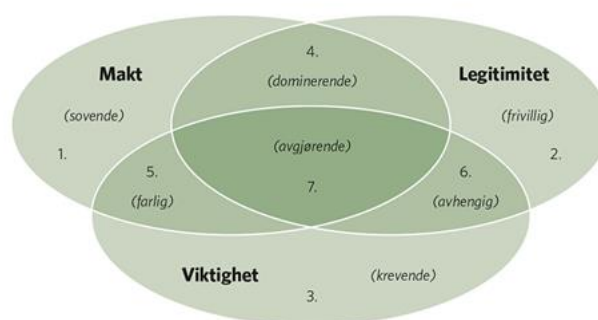 4.
Makt
(dominerende)
Legitimitet
(sovende)
(frivillig)
1.
(avgjørende)
2.
5.
6.
(farlig)
7.
(avhengig)
Viktighet
(krevende)
3.